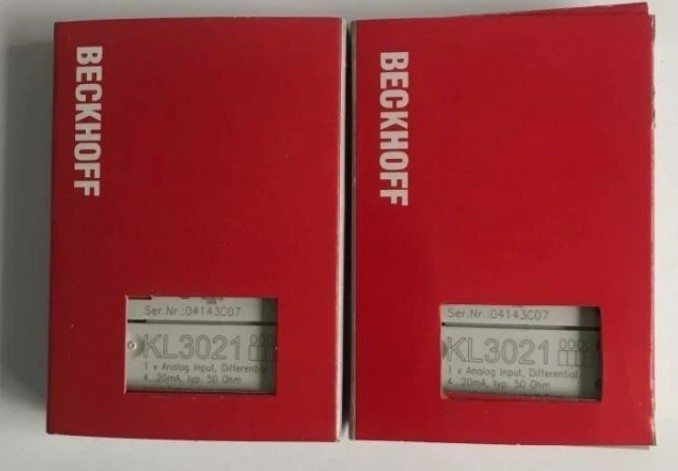 BECKHOFF
Ser.Nr.:04143C07
KL3021
1 x Analog Input, Differential
4...20mA, typ. 50 Ohm
BECKHOFF
Ser.Nr.:04143C07
KL3021
1 x Analog Input, Differential
4...20mA, typ. 50 Ohm